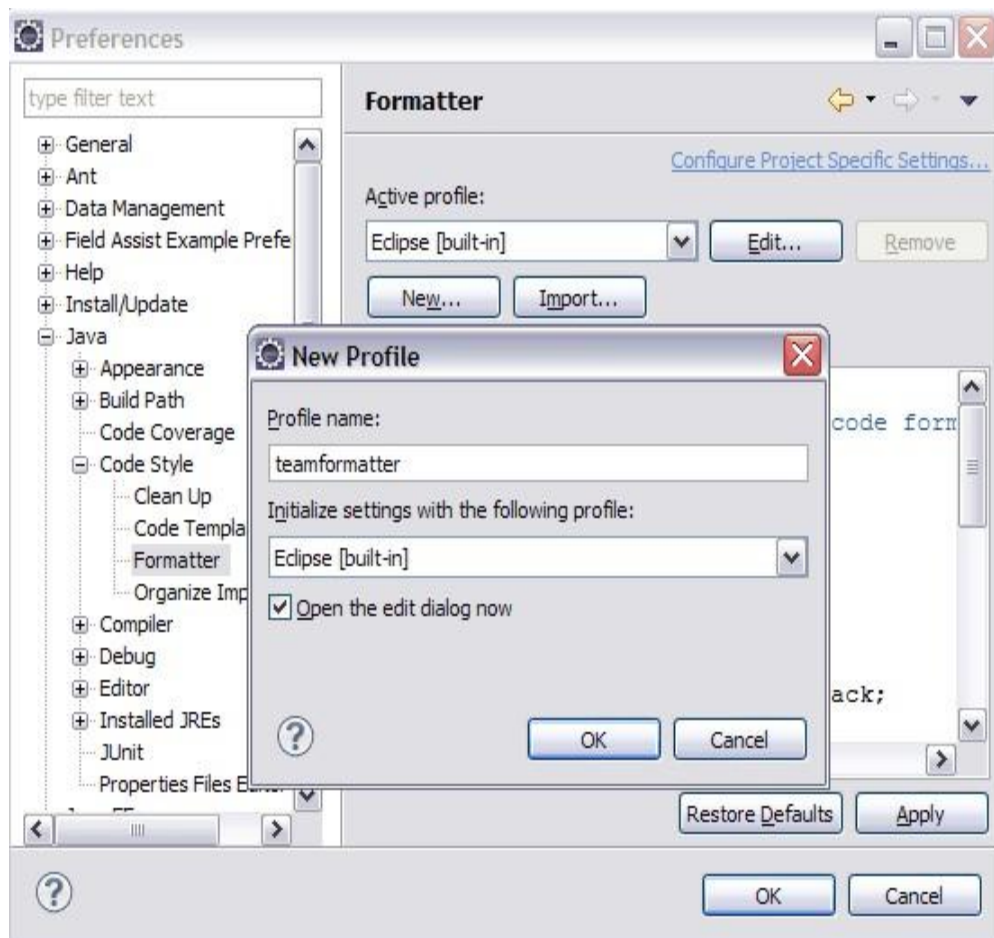 Preferences
type filter text
General
Ant
Data Management
Field Assist Example Prefe
Help
Install/Update
Java
Appearance
Build Path
Code Coverage
Code Style
Clean Up
Code Templa
Formatter
Organize Imp
Compiler
Debug
Editor
Installed JREs
JUnit
Properties Files E
Formatter
Configure Project Specific Settings...
Active profile:
Eclipse [built-in]
Edit...
Remove
New...
Import...
code form
ack;
New Profile
Profile name:
teamformatter
Initialize settings with the following profile:
Eclipse [built-in]
Open the edit dialog now
OK
Cancel
Restore Defaults
Apply
OK
Cancel